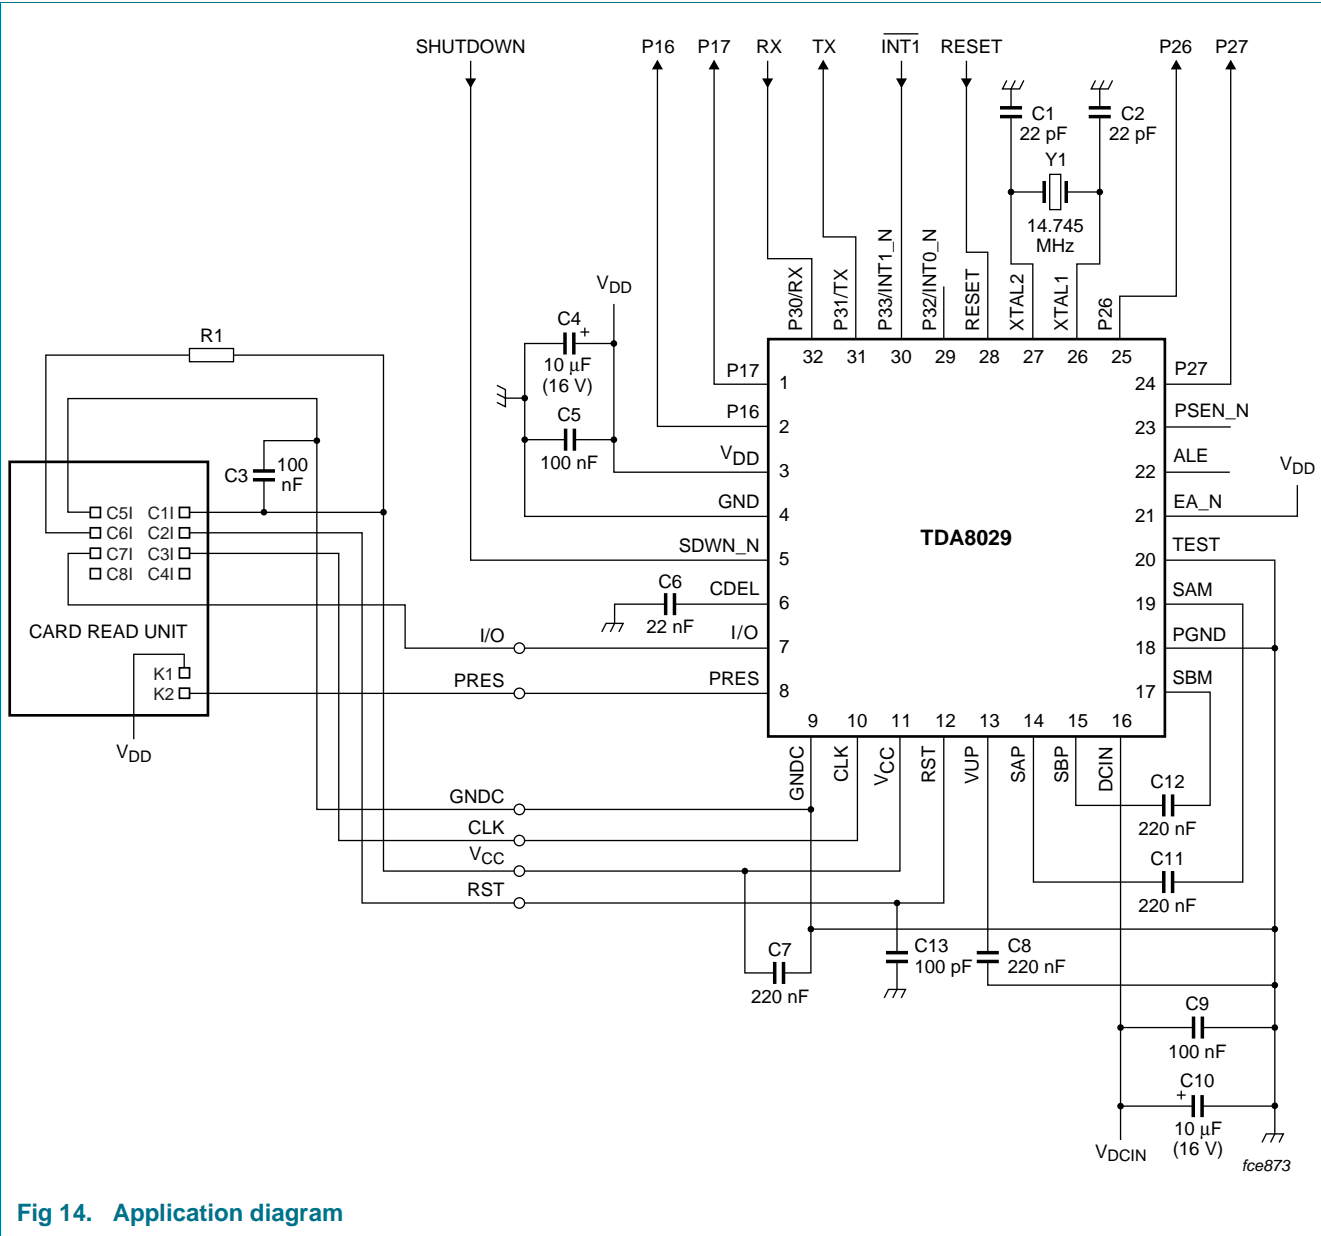 SHUTDOWN P16 P17 RX TX INT1 RESET P26 P27
C1
22 pF
C2
22 pF
Y1
14.745
MHz
P30/RX
P31/TX
P33/INT1_N
P32/INT0_N
RESET
XTAL2
XTAL1
P26
32 31 30 29 28 27 26 25
VDD
C4
+
10 μF
(16 V)
C5
100 nF
R1
C3
100
nF
C5I C1I
C6I C2I
C7I C3I
C8I C4I
CARD READ UNIT
K1
K2
VDD
P17 1
P16 2
VDD 3
GND 4
SDWN_N 5
C6
22 nF
CDEL 6
I/O
I/O 7
PRES
PRES 8
TDA8029
24 P27
23 PSEN_N
22 ALE
VDD
21 EA_N
20 TEST
19 SAM
18 PGND
17 SBM
9 10 11 12 13 14 15 16
GNDC
CLK
VCC
RST
VUP
SAP
SBP
DCIN
GNDC
CLK
VCC
RST
C12
220 nF
C11
220 nF
C7
220 nF
C13
100 pF
C8
220 nF
C9
100 nF
C10
+
10 μF
(16 V)
VDCIN
fce873
Fig 14. Application diagram